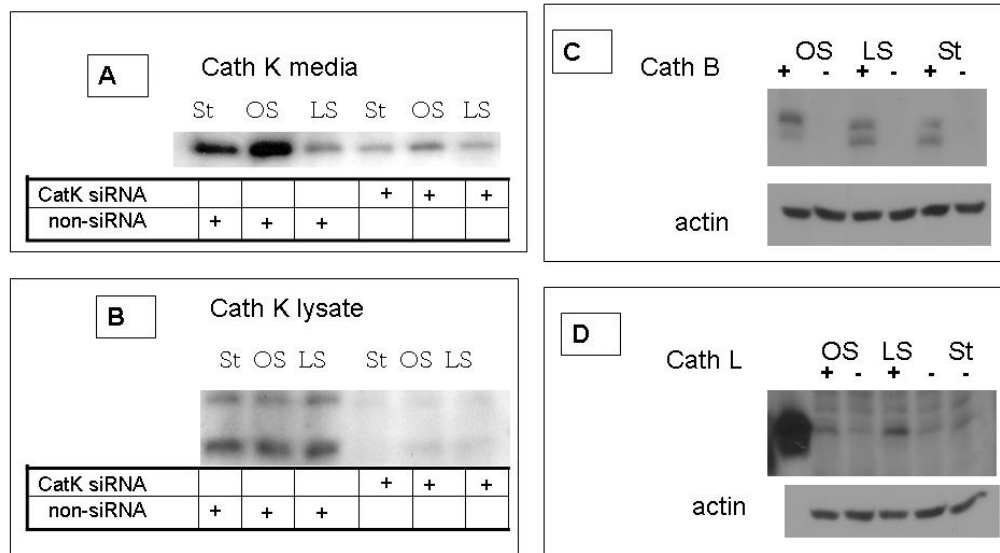 A
Cath K media
St OS LS St OS LS
CatK siRNA + + +
non-siRNA + + +
B
Cath K lysate
St OS LS St OS LS
CatK siRNA + + +
non-siRNA + + +
C
Cath B
OS LS St
+ - + - + -
actin
D
Cath L
OS LS St
+ - + - -
actin